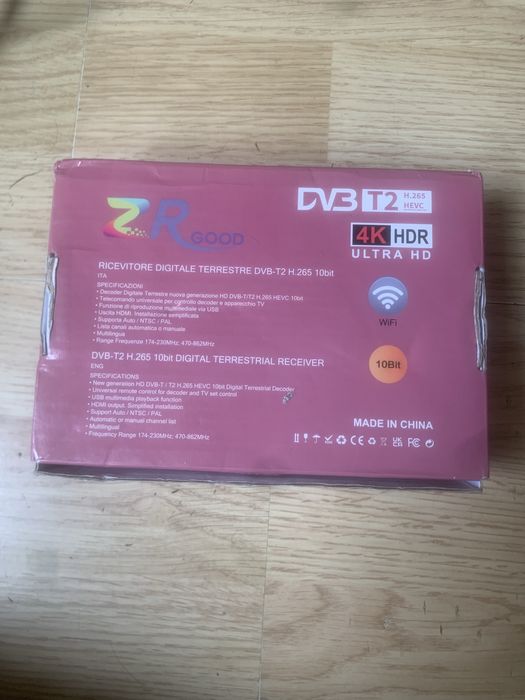 ZR GOOD
DVB T2 H.265 HEVC
4K HDR
ULTRA HD
RICEVITORE DIGITALE TERRESTRE DVB-T2 H.265 10bit
ITA
SPECIFICAZIONI
• Decoder Digitale Terrestre nuova generazione HD DVB-T/T2 H.265 HEVC 10bit
• Telecomando universale per controllo decoder e apparecchio TV
• Funzione di riproduzione multimediale via USB
• Uscita HDMI. Installazione semplificata
• Supporta Auto / NTSC / PAL
• Lista canali automatica o manuale
• Multilingua
• Range Frequenze 174-230MHz; 470-862MHz
WiFi
DVB-T2 H.265 10bit DIGITAL TERRESTRIAL RECEIVER
ENG
SPECIFICATIONS
• New generation HD DVB-T / T2 H.265 HEVC 10bit Digital Terrestrial Decoder
• Universal remote control for decoder and TV set control
• USB multimedia playback function
• HDMI output. Simplified installation
• Support Auto / NTSC / PAL
• Automatic or manual channel list
• Multilingual
• Frequency Range 174-230MHz; 470-862MHz
10Bit
MADE IN CHINA
CE UKCA FC